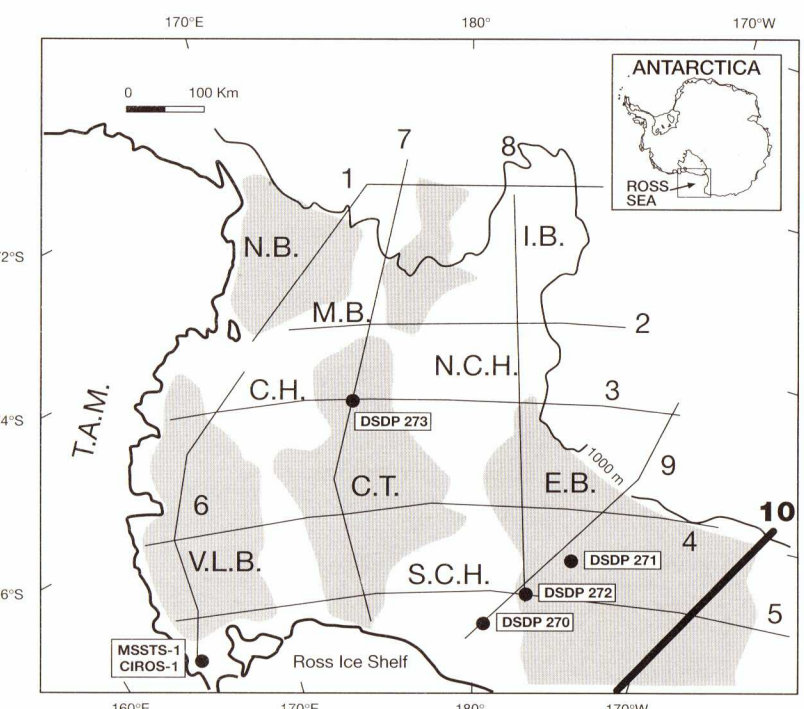 170°E
180°
170°W
0 100 Km
ANTARCTICA
ROSS
SEA
7
8
1
N.B.
I.B.
2°S
M.B.
2
N.C.H.
C.H.
3
T.A.M.
4°S
DSDP 273
1000 m
9
C.T.
E.B.
6
10
4
V.L.B.
DSDP 271
S.C.H.
6°S
DSDP 272
5
DSDP 270
MSSTS-1
CIROS-1
Ross Ice Shelf
160°E
170°E
180°
170°W